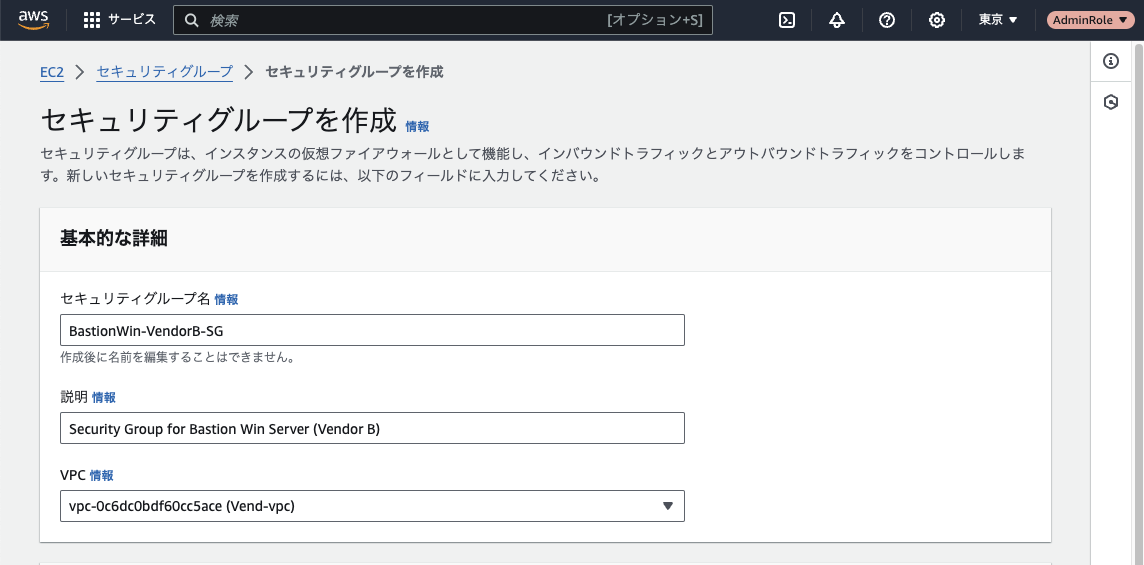 aws
サービス
検索
[オプション+S]
東京
AdminRole
EC2
セキュリティグループ
セキュリティグループを作成
セキュリティグループを作成 情報
セキュリティグループは、インスタンスの仮想ファイアウォールとして機能し、インバウンドトラフィックとアウトバウンドトラフィックをコントロールしま
す。新しいセキュリティグループを作成するには、以下のフィールドに入力してください。
基本的な詳細
セキュリティグループ名 情報
BastionWin-VendorB-SG
作成後に名前を編集することはできません。
説明 情報
Security Group for Bastion Win Server (Vendor B)
VPC 情報
vpc-0c6dc0bdf60cc5ace (Vend-vpc)